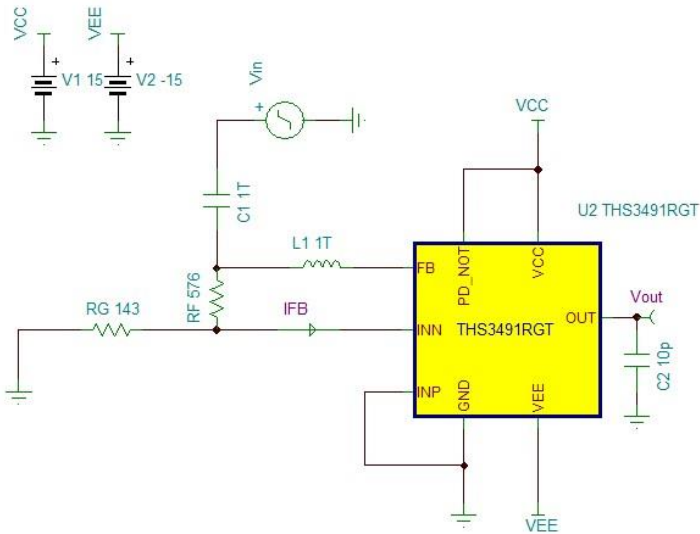 VCC
VEE
+
V1 15
+
V2 -15
Vin
+
VCC
C1 1T
U2 THS3491RGT
L1 1T
FB
PD_NOT
VCC
RF 576
Vout
RG 143
IFB
INN
THS3491RGT
OUT
C2 10p
INP
GND
VEE
VEE